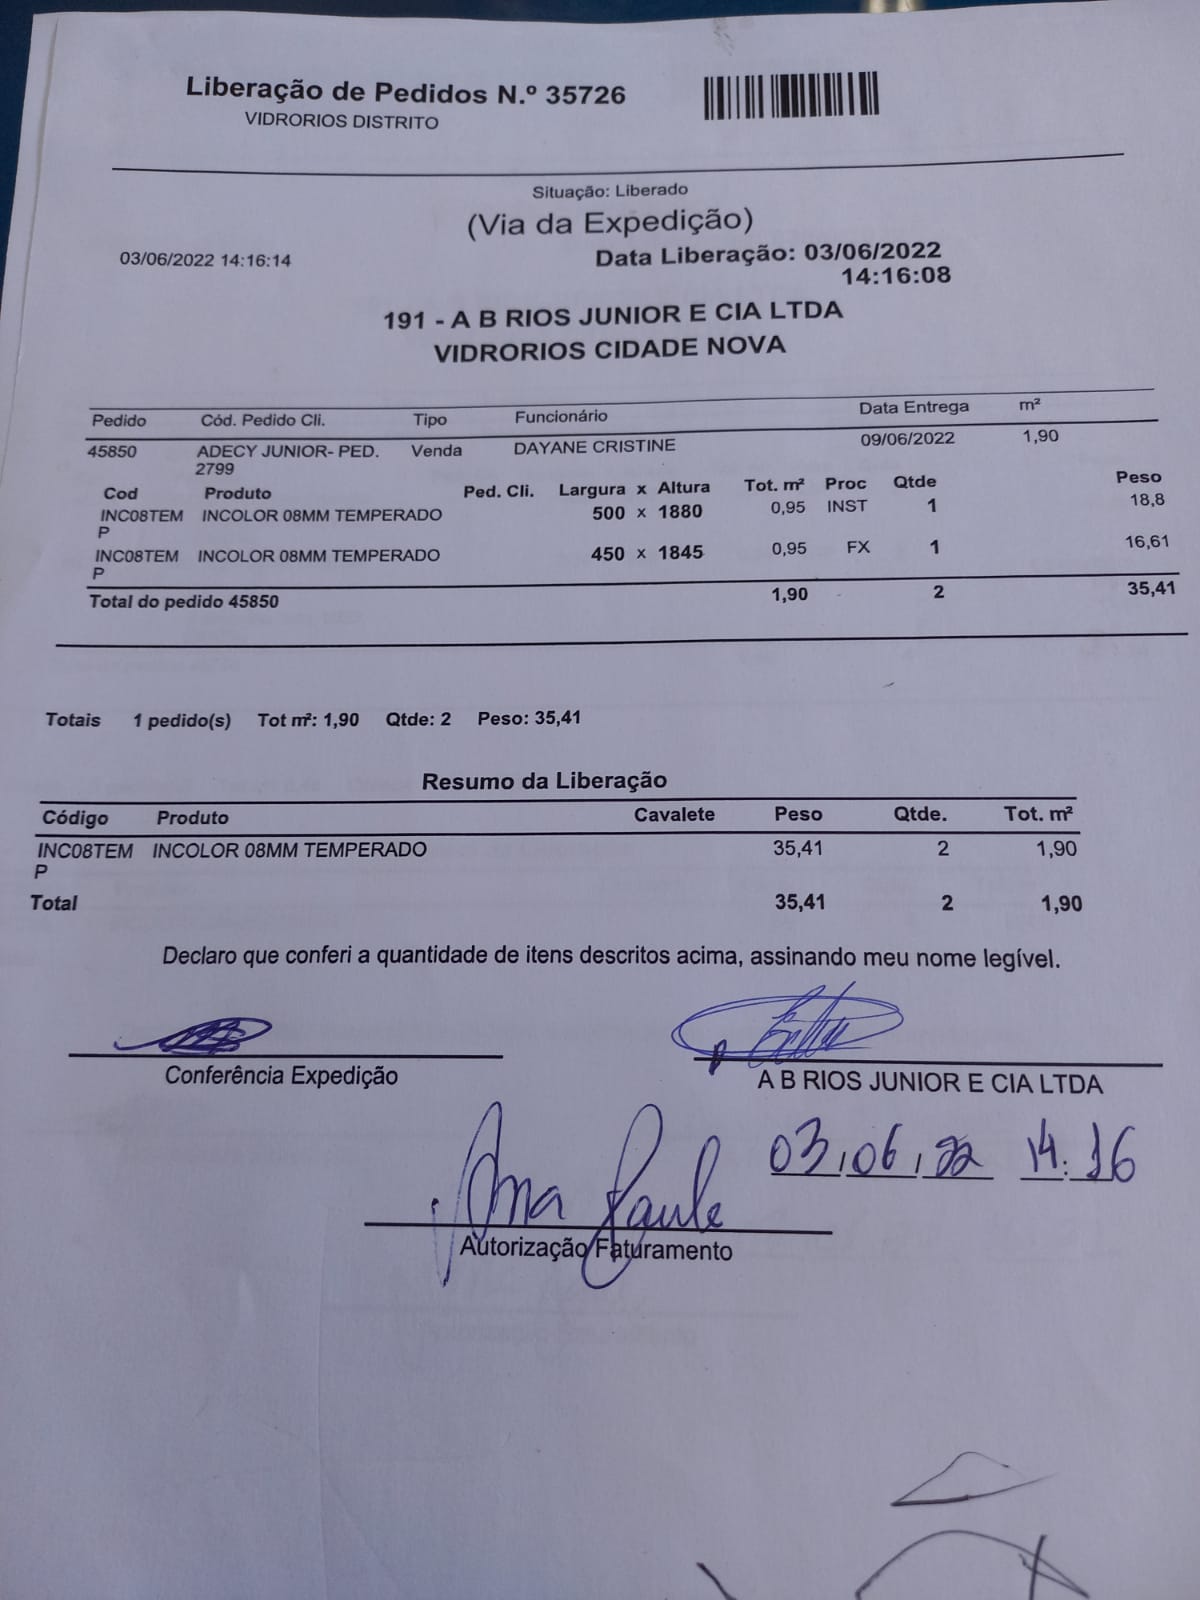 Liberação de Pedidos N.º 35726
VIDRORIOS DISTRITO
Situação: Liberado
(Via da Expedição)
03/06/2022 14:16:14 Data Liberação: 03/06/2022
14:16:08
191 - A B RIOS JUNIOR E CIA LTDA
VIDRORIOS CIDADE NOVA
Pedido Cód. Pedido Cli. Tipo Funcionário Data Entrega m²
45850 ADECY JUNIOR- PED. Venda DAYANE CRISTINE 09/06/2022 1,90
2799
Cod Produto Ped. Cli. Largura x Altura Tot. m² Proc Qtde Peso
INC08TEM INCOLOR 08MM TEMPERADO 500 x 1880 0,95 INST 1 18,8
P
INC08TEM INCOLOR 08MM TEMPERADO 450 x 1845 0,95 FX 1 16,61
P
Total do pedido 45850 1,90 2 35,41
Totais 1 pedido(s) Tot m²: 1,90 Qtde: 2 Peso: 35,41
Resumo da Liberação
Código Produto Cavalete Peso Qtde. Tot. m²
INC08TEM INCOLOR 08MM TEMPERADO 35,41 2 1,90
P
Total 35,41 2 1,90
Declaro que conferi a quantidade de itens descritos acima, assinando meu nome legível.
Conferência Expedição
A B RIOS JUNIOR E CIA LTDA
03/06/22 14:16
Ana Paula
Autorização Faturamento